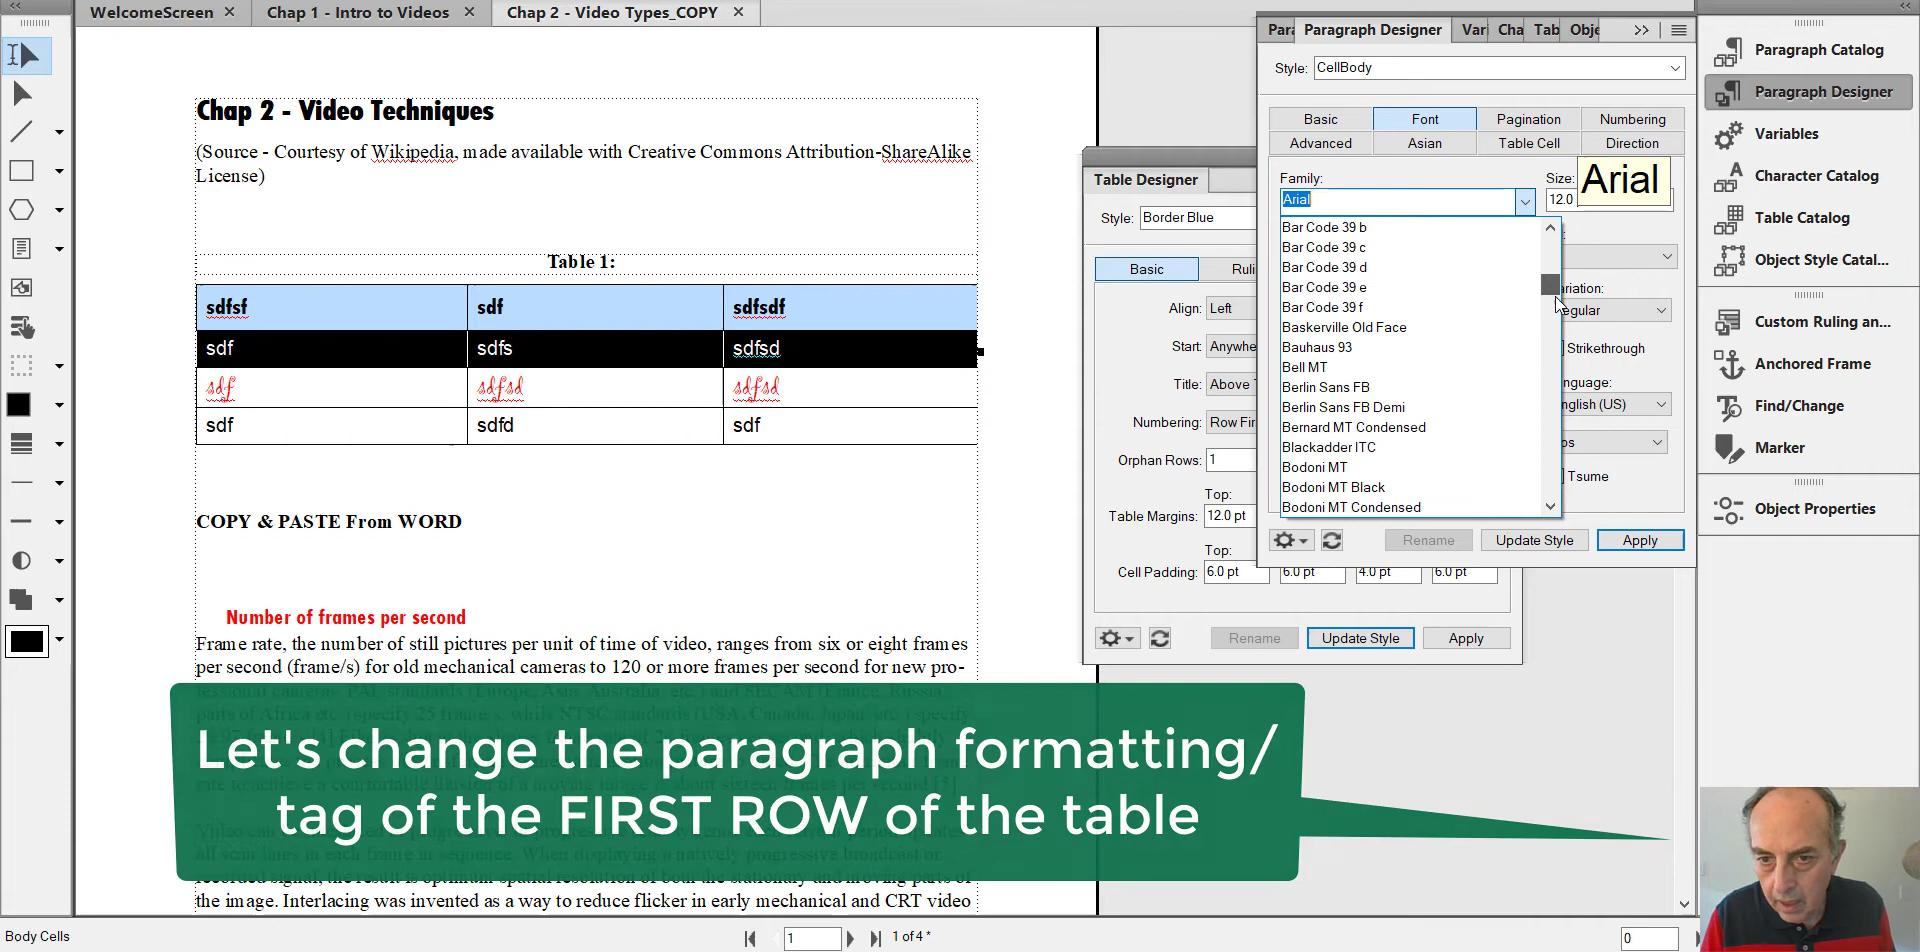 WelcomeScreen
Chap 1 - Intro to Videos
Chap 2 - Video Types_COPY
Chap 2 - Video Techniques
(Source - Courtesy of Wikipedia, made available with Creative Commons Attribution-ShareAlike
License)
Table 1:
sdfsf sdf sdfsdf
sdf sdfs sdfsd
sdf sdfsd sdfsd
sdf sdfd sdf
COPY & PASTE From WORD
Number of frames per second
Frame rate, the number of still pictures per unit of time of video, ranges from six or eight frames
per second (frame/s) for old mechanical cameras to 120 or more frames per second for new pro-
Let's change the paragraph formatting/
tag of the FIRST ROW of the table
the image. Interlacing was invented as a way to reduce flicker in early mechanical and CRT video
Body Cells
1
1 of 4 *
0
Table Designer
Style: Border Blue
Basic
Align: Left
Start:
Title:
Numbering:
Orphan Rows: 1
Top:
Table Margins: 12.0 pt
Top:
Cell Padding: 6.0 pt 6.0 pt 4.0 pt 6.0 pt
Rename
Update Style
Apply
Paragraph Designer
Tab
Style: CellBody
Basic Font Pagination Numbering
Advanced Asian Table Cell Direction
Family:
Size:
Arial
Arial
12.0
Bar Code 39 b
Bar Code 39 c
Bar Code 39 d
Bar Code 39 e
Bar Code 39 f
Baskerville Old Face
Bauhaus 93
Bell MT
Berlin Sans FB
Berlin Sans FB Demi
Bernard MT Condensed
Blackadder ITC
Bodoni MT
Bodoni MT Black
Bodoni MT Condensed
Strikethrough
Tsume
Rename
Update Style
Apply
Paragraph Catalog
Paragraph Designer
Variables
Character Catalog
Table Catalog
Object Style Catal...
Custom Ruling an...
Anchored Frame
Find/Change
Marker
Object Properties